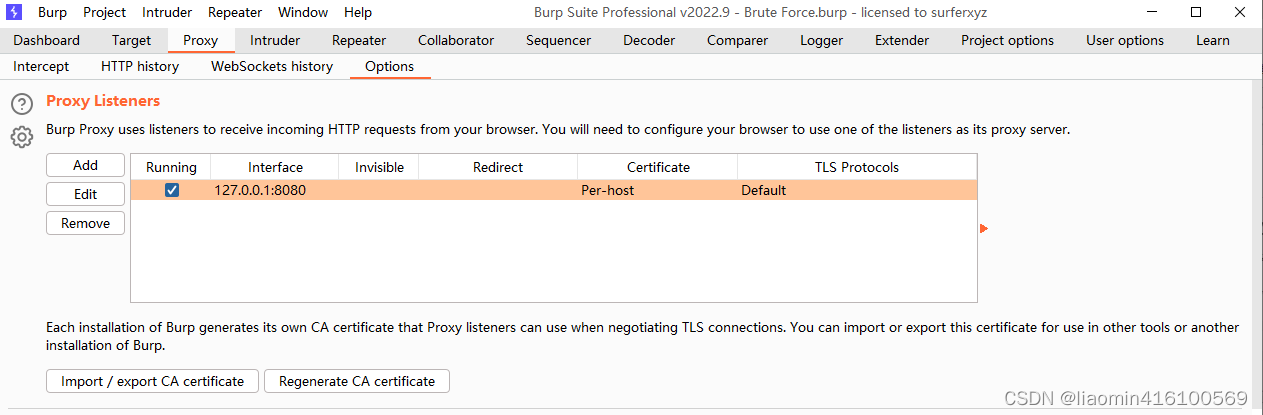 Burp Project Intruder Repeater Window Help Burp Suite Professional v2022.9 - Brute Force.burp - licensed to surferxyz
Dashboard Target Proxy Intruder Repeater Collaborator Sequencer Decoder Comparer Logger Extender Project options User options Learn
Intercept HTTP history WebSockets history Options
? Proxy Listeners
Burp Proxy uses listeners to receive incoming HTTP requests from your browser. You will need to configure your browser to use one of the listeners as its proxy server.
Add
Edit
Remove
Running Interface Invisible Redirect Certificate TLS Protocols
127.0.0.1:8080 Per-host Default
Each installation of Burp generates its own CA certificate that Proxy listeners can use when negotiating TLS connections. You can import or export this certificate for use in other tools or another
installation of Burp.
Import / export CA certificate Regenerate CA certificate
CSDN @liaomin416100569